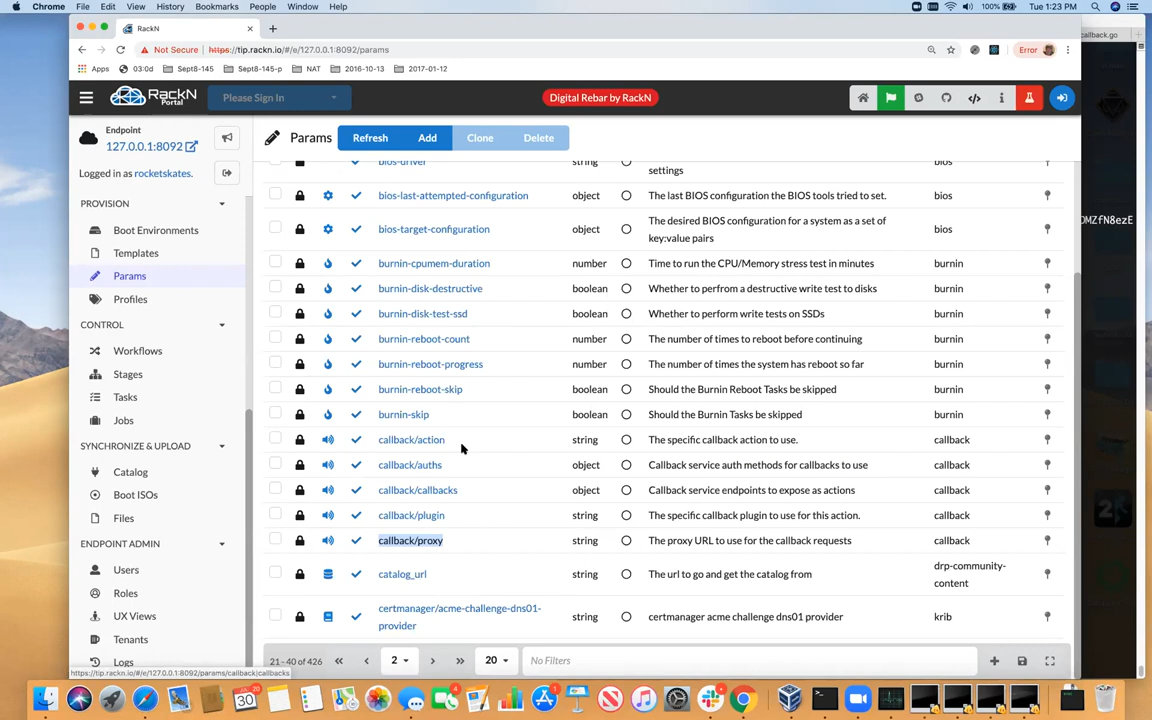 Chrome File Edit View History Bookmarks People Window Help 100% Tue 1:23 PM
RackN
callback.go
Not Secure https://tip.rackn.io/#/e/127.0.0.1:8092/params Error
Apps 03:0d Sept8-145 Sept8-145-p NAT 2016-10-13 2017-01-12
RackN Portal Please Sign In Digital Rebar by RackN
Endpoint
127.0.0.1:8092
Logged in as rocketskates.
PROVISION
Boot Environments
Templates
Params
Profiles
CONTROL
Workflows
Stages
Tasks
Jobs
SYNCHRONIZE & UPLOAD
Catalog
Boot ISOs
Files
ENDPOINT ADMIN
Users
Roles
UX Views
Tenants
Logs
Params Refresh Add Clone Delete
bios-driver string settings bios
bios-last-attempted-configuration object The last BIOS configuration the BIOS tools tried to set. bios
bios-target-configuration object The desired BIOS configuration for a system as a set of key:value pairs bios
burnin-cpumem-duration number Time to run the CPU/Memory stress test in minutes burnin
burnin-disk-destructive boolean Whether to perfrom a destructive write test to disks burnin
burnin-disk-test-ssd boolean Whether to perform write tests on SSDs burnin
burnin-reboot-count number The number of times to reboot before continuing burnin
burnin-reboot-progress number The number of times the system has reboot so far burnin
burnin-reboot-skip boolean Should the Burnin Reboot Tasks be skipped burnin
burnin-skip boolean Should the Burnin Tasks be skipped burnin
callback/action string The specific callback action to use. callback
callback/auths object Callback service auth methods for callbacks to use callback
callback/callbacks object Callback service endpoints to expose as actions callback
callback/plugin string The specific callback plugin to use for this action. callback
callback/proxy string The proxy URL to use for the callback requests callback
catalog_url string The url to go and get the catalog from drp-community-content
certmanager/acme-challenge-dns01-provider string certmanager acme challenge dns01 provider krib
21 - 40 of 426 2 20 No Filters
https://tip.rackn.io/#/e/127.0.0.1:8092/params/callback|callbacks
OMZfN8ezE